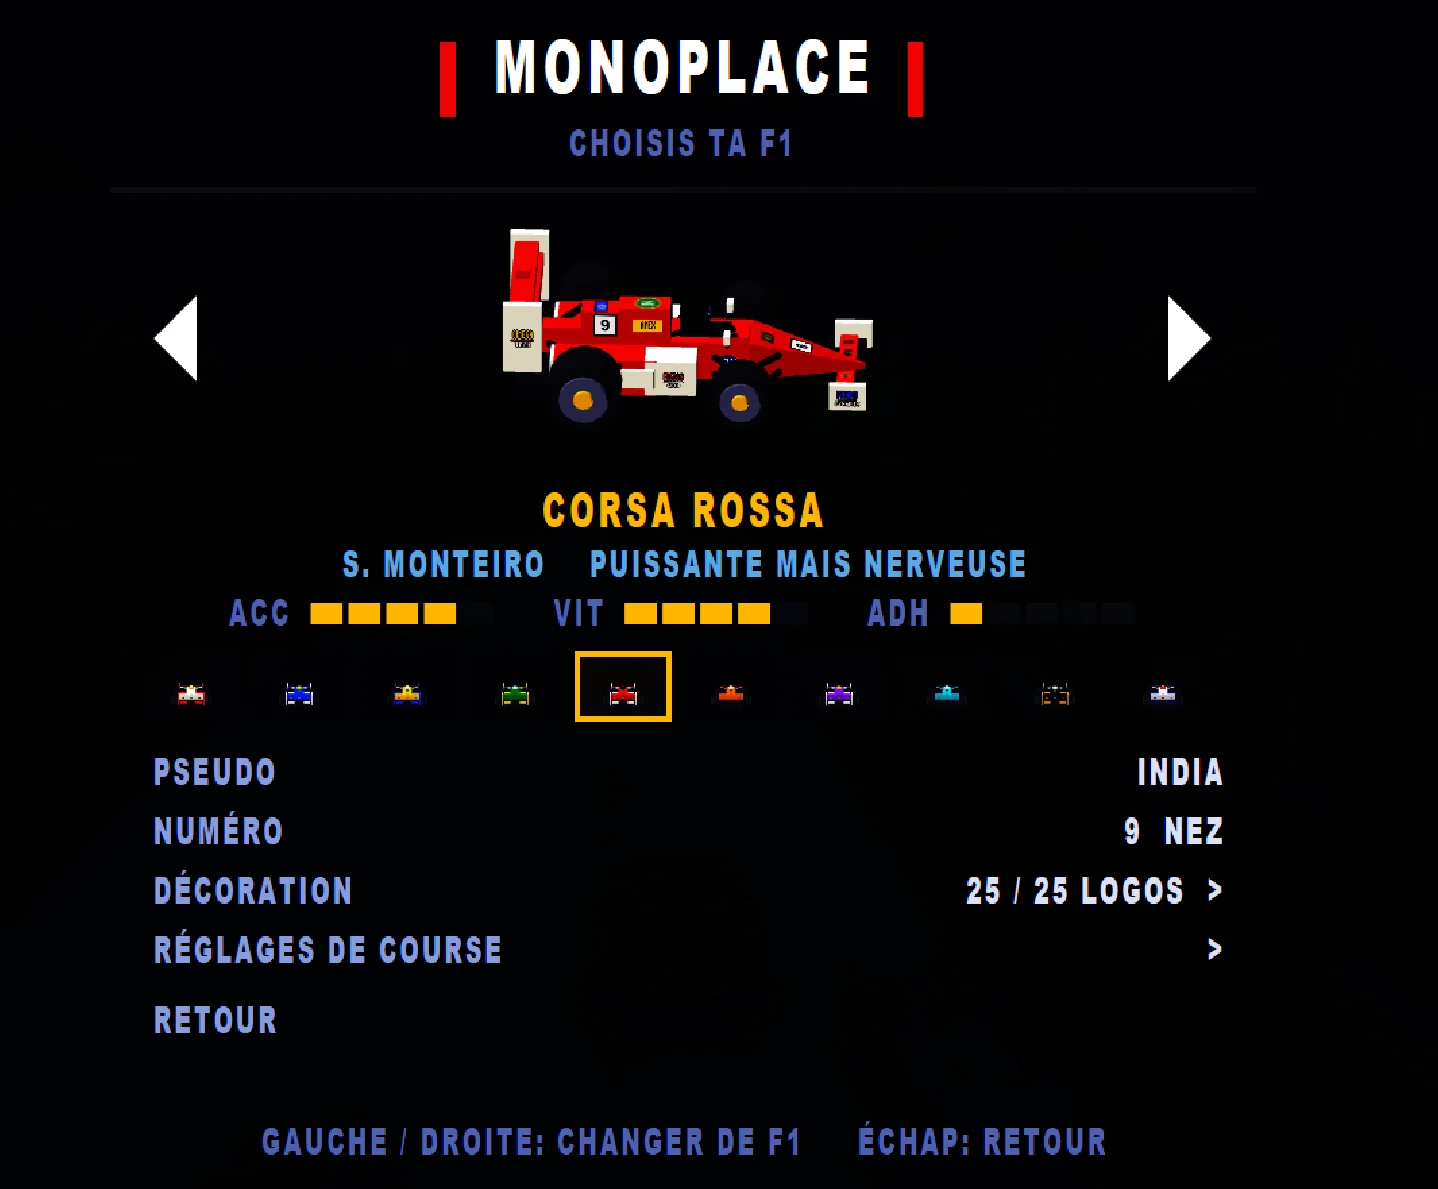 MONOPLACE
CHOISIS TA F1
9
CORSA ROSSA
S. MONTEIRO PUISSANTE MAIS NERVEUSE
ACC VIT ADH
PSEUDO INDIA
NUMÉRO 9 NEZ
DÉCORATION 25 / 25 LOGOS >
RÉGLAGES DE COURSE >
RETOUR
GAUCHE / DROITE: CHANGER DE F1 ÉCHAP: RETOUR